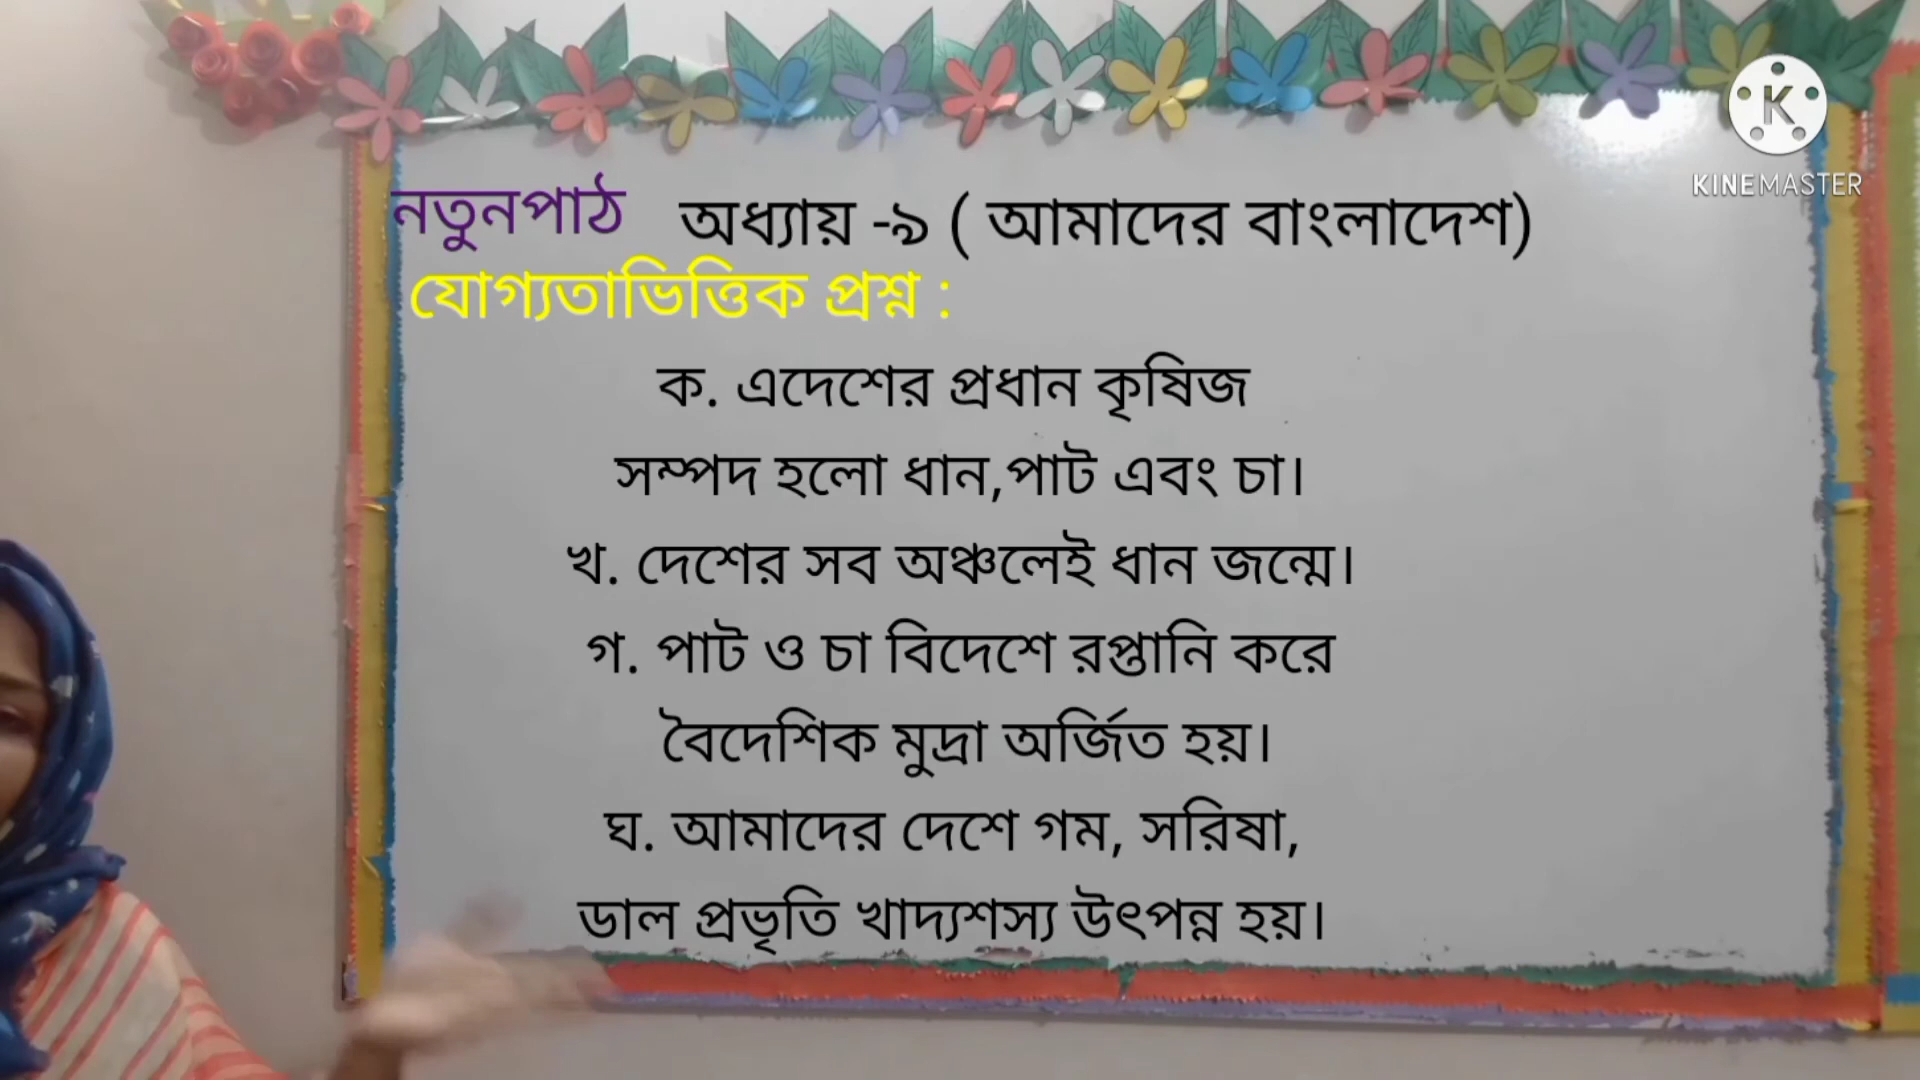 নতুনপাঠ অধ্যায় -৯ ( আমাদের বাংলাদেশ)
যোগ্যতাভিত্তিক প্রশ্ন :
ক. এদেশের প্রধান কৃষিজ
সম্পদ হলো ধান,পাট এবং চা।
খ. দেশের সব অঞ্চলেই ধান জন্মে।
গ. পাট ও চা বিদেশে রপ্তানি করে
বৈদেশিক মুদ্রা অর্জিত হয়।
ঘ. আমাদের দেশে গম, সরিষা,
ডাল প্রভৃতি খাদ্যশস্য উৎপন্ন হয়।
K
KINEMASTER